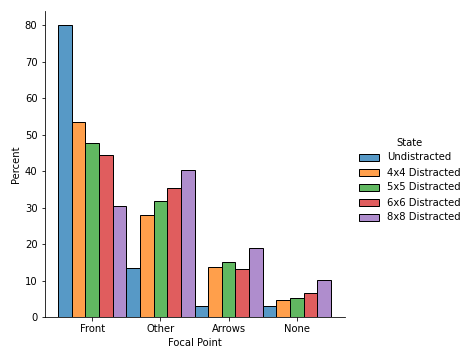 80
70
60
50
40
30
20
10
0
Percent
Front Other Arrows None
Focal Point
State
Undistracted
4x4 Distracted
5x5 Distracted
6x6 Distracted
8x8 Distracted